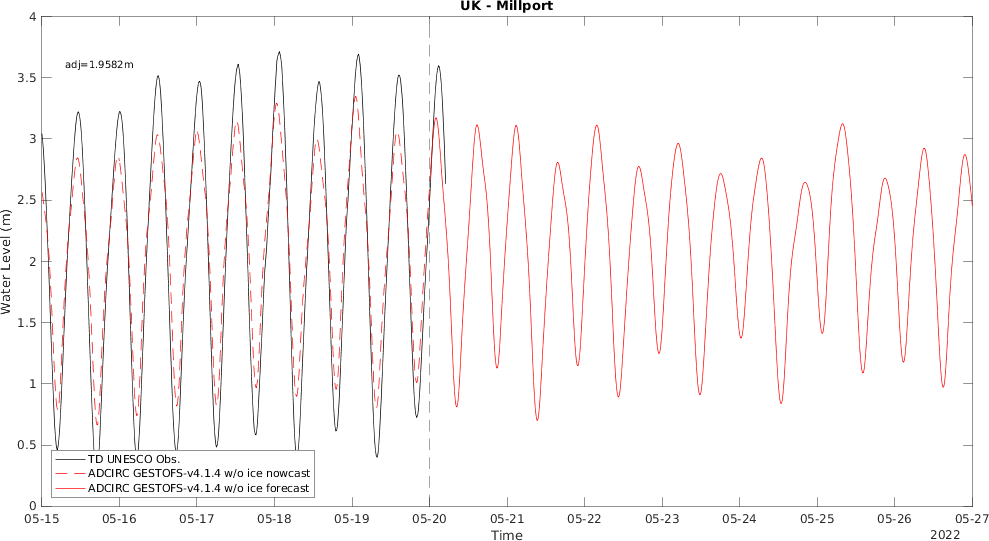 UK - Millport
adj=1.9582m
4
3.5
3
2.5
2
1.5
1
0.5
0
Water Level (m)
TD UNESCO Obs.
ADCIRC GESTOFS-v4.1.4 w/o ice nowcast
ADCIRC GESTOFS-v4.1.4 w/o ice forecast
05-15 05-16 05-17 05-18 05-19 05-20 05-21 05-22 05-23 05-24 05-25 05-26 05-27
Time
2022